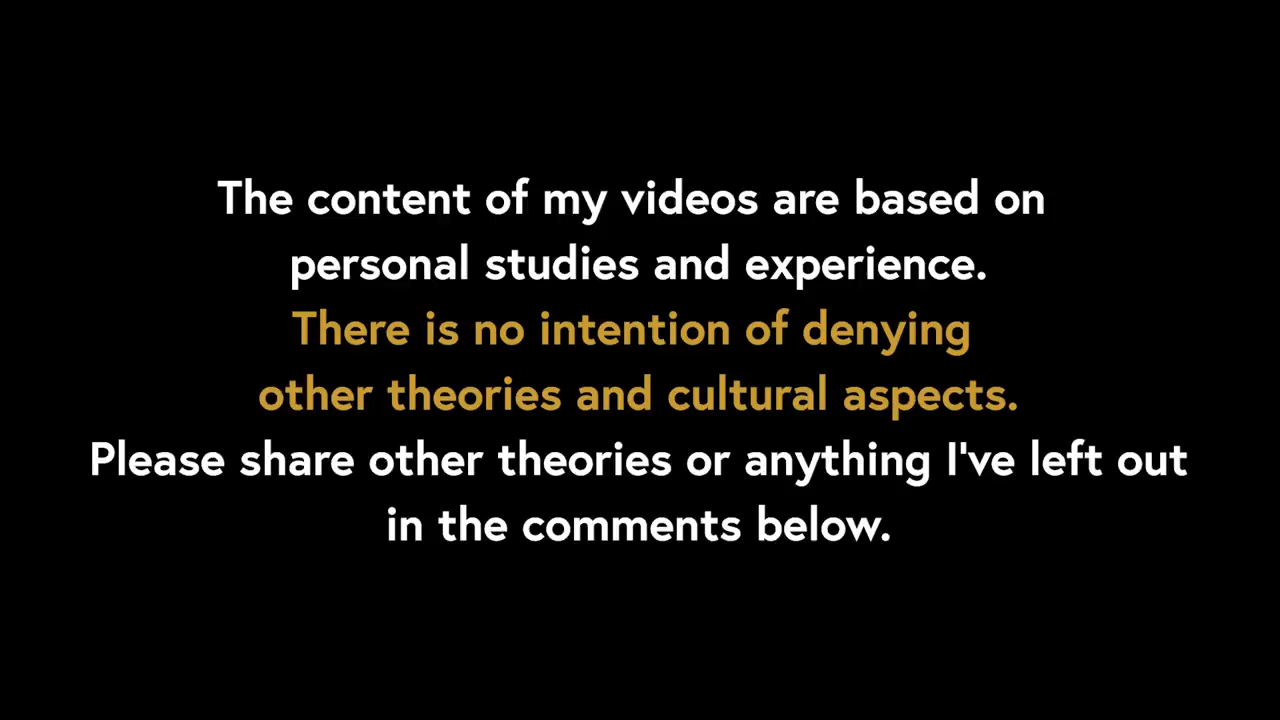 The content of my videos are based on
personal studies and experience.
There is no intention of denying
other theories and cultural aspects.
Please share other theories or anything I've left out
in the comments below.